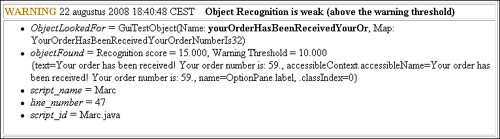 WARNING 22 augustus 2008 18:40:48 CEST Object Recognition is weak (above the warning threshold)
• ObjectLookedFor = GuiTestObject(Name: yourOrderHasBeenReceivedYourOr, Map:
YourOrderHasBeenReceivedYourOrderNumberIs32)
• objectFound = Recognition score = 15.000, Warning Threshold = 10.000
(text=Your order has been received! Your order number is: 59., accessibleContext.accessibleName=Your order has
been received! Your order number is: 59., name=OptionPane.label, .classIndex=0)
• script_name = Marc
• line_number = 47
• script_id = Marc.java